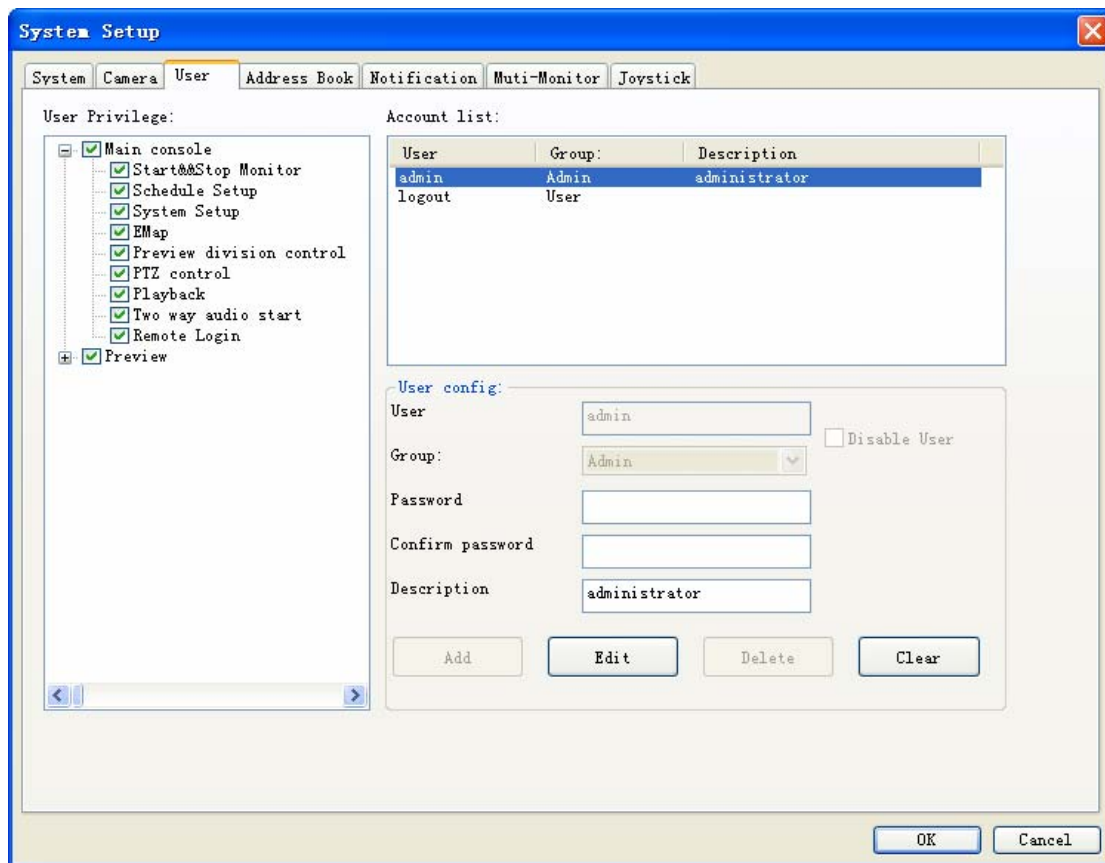 System Setup
System Camera User Address Book Notification Muti-Monitor Joystick
User Privilege:
Main console
Start&&Stop Monitor
Schedule Setup
System Setup
EMap
Preview division control
PTZ control
Playback
Two way audio start
Remote Login
Preview
Account list:
User Group: Description
admin Admin administrator
logout User
User config:
User admin
Disable User
Group: Admin
Password
Confirm password
Description administrator
Add Edit Delete Clear
OK Cancel